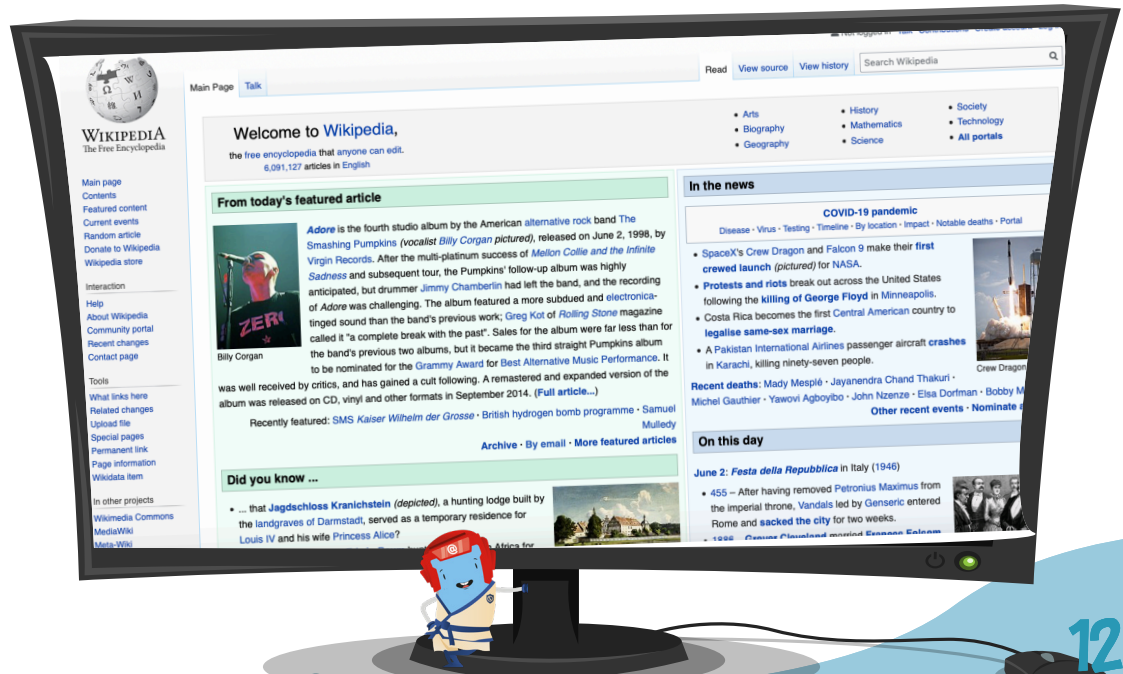 Not logged in Talk
WIKIPEDIA
The Free Encyclopedia
Main Page Talk
Read View source View history Search Wikipedia
Welcome to Wikipedia,
the free encyclopedia that anyone can edit.
6,091,127 articles in English
Arts
Biography
Geography
History
Mathematics
Science
Society
Technology
All portals
Main page
Contents
Featured content
Current events
Random article
Donate to Wikipedia
Wikipedia store
Interaction
Help
About Wikipedia
Community portal
Recent changes
Contact page
Tools
What links here
Related changes
Upload file
Special pages
Permanent link
Page information
Wikidata item
In other projects
Wikimedia Commons
MediaWiki
Meta-Wiki
From today's featured article
ZERO
Billy Corgan
Adore is the fourth studio album by the American alternative rock band The
Smashing Pumpkins (vocalist Billy Corgan pictured), released on June 2, 1998, by
Virgin Records. After the multi-platinum success of Mellon Collie and the Infinite
Sadness and subsequent tour, the Pumpkins' follow-up album was highly
anticipated, but drummer Jimmy Chamberlin had left the band, and the recording
of Adore was challenging. The album featured a more subdued and electronica-
tinged sound than the band's previous work; Greg Kot of Rolling Stone magazine
called it "a complete break with the past". Sales for the album were far less than for
the band's previous two albums, but it became the third straight Pumpkins album
to be nominated for the Grammy Award for Best Alternative Music Performance. It
was well received by critics, and has gained a cult following. A remastered and expanded version of the
album was released on CD, vinyl and other formats in September 2014. (Full article...)
Recently featured: SMS Kaiser Wilhelm der Grosse · British hydrogen bomb programme · Samuel
Mulledy
Archive · By email · More featured articles
Did you know ...
... that Jagdschloss Kranichstein (depicted), a hunting lodge built by
the landgraves of Darmstadt, served as a temporary residence for
Louis IV and his wife Princess Alice?
Africa for
In the news
COVID-19 pandemic
Disease · Virus · Testing · Timeline · By location · Impact · Notable deaths · Portal
SpaceX's Crew Dragon and Falcon 9 make their first
crewed launch (pictured) for NASA.
Protests and riots break out across the United States
following the killing of George Floyd in Minneapolis.
Costa Rica becomes the first Central American country to
legalise same-sex marriage.
A Pakistan International Airlines passenger aircraft crashes
in Karachi, killing ninety-seven people.
Crew Dragon
Recent deaths: Mady Mesplé · Jayanendra Chand Thakuri ·
Michel Gauthier · Yawovi Agboyibo · John Nzenze · Elsa Dorfman · Bobby M
Other recent events · Nominate a
On this day
June 2: Festa della Repubblica in Italy (1946)
455 – After having removed Petronius Maximus from
the imperial throne, Vandals led by Genseric entered
Rome and sacked the city for two weeks.
1886 – Grover Cleveland married Frances Folsom
12